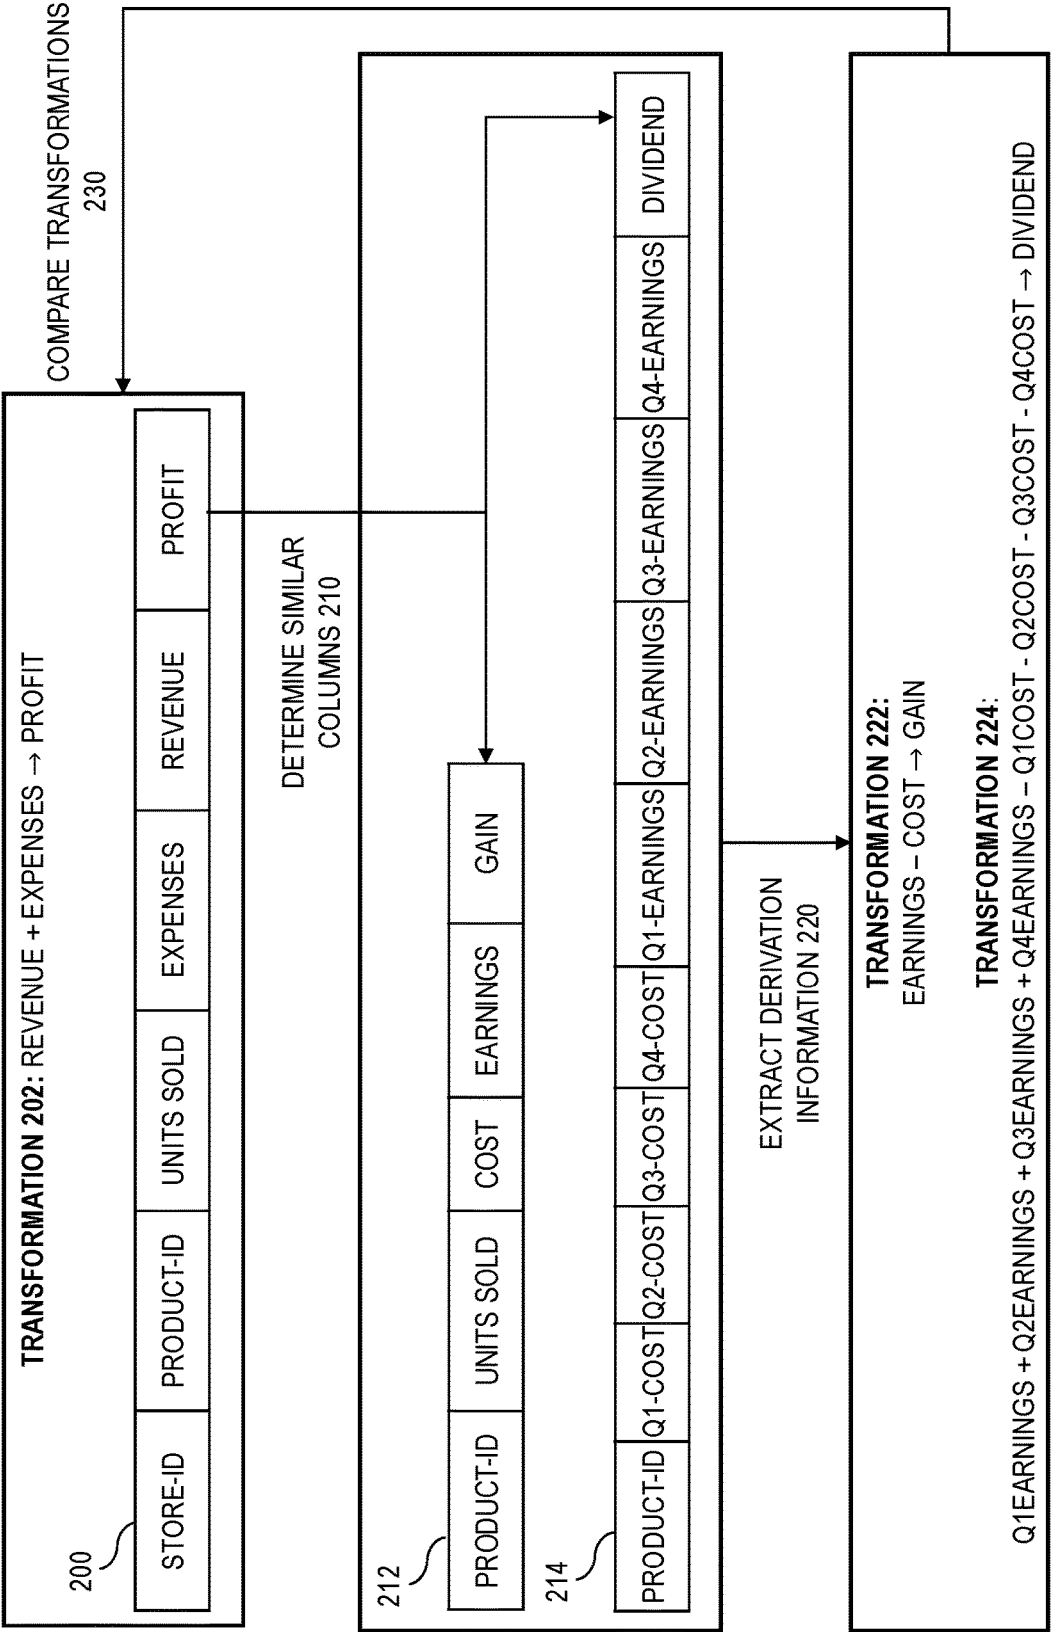 TRANSFORMATION 202: REVENUE + EXPENSES → PROFIT
200
STORE-ID PRODUCT-ID UNITS SOLD EXPENSES REVENUE PROFIT
COMPARE TRANSFORMATIONS
230
DETERMINE SIMILAR
COLUMNS 210
212
PRODUCT-ID UNITS SOLD COST EARNINGS GAIN
214
PRODUCT-ID Q1-COST Q2-COST Q3-COST Q4-COST Q1-EARNINGS Q2-EARNINGS Q3-EARNINGS Q4-EARNINGS DIVIDEND
EXTRACT DERIVATION
INFORMATION 220
TRANSFORMATION 222:
EARNINGS – COST → GAIN
TRANSFORMATION 224:
Q1EARNINGS + Q2EARNINGS + Q3EARNINGS + Q4EARNINGS – Q1COST - Q2COST - Q3COST - Q4COST → DIVIDEND